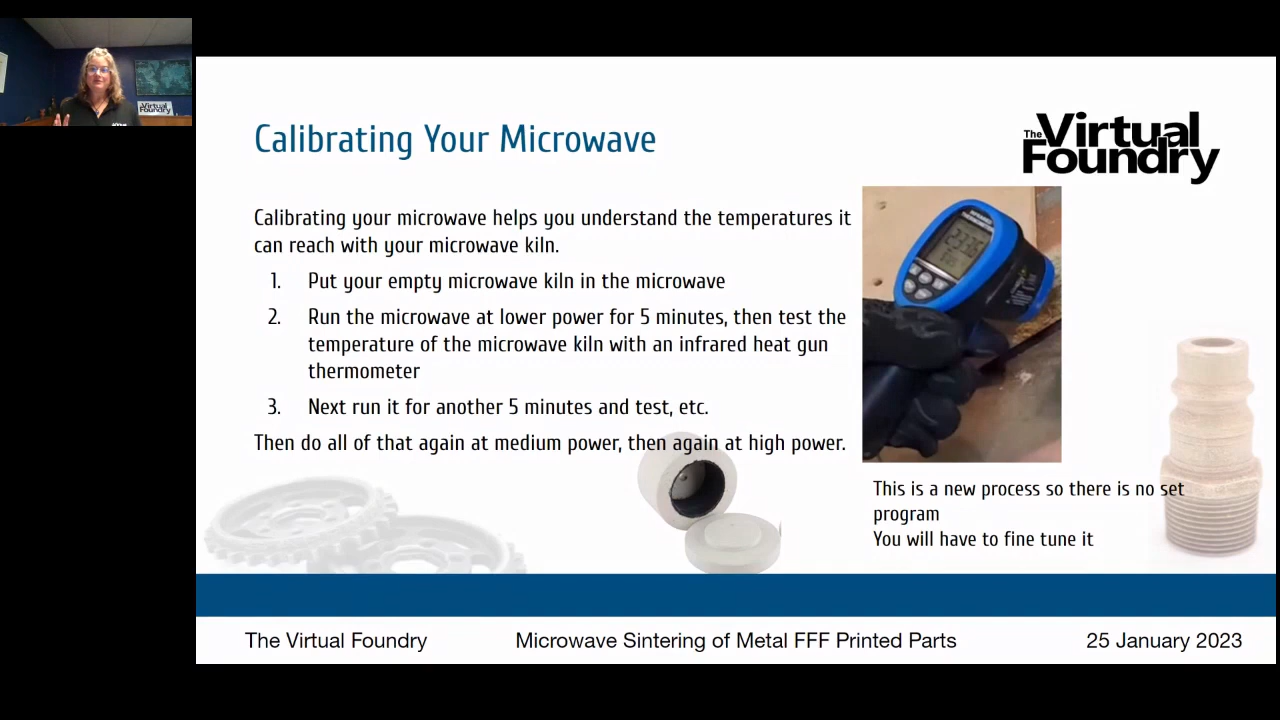 Virtual
Foundry
Calibrating Your Microwave
The Virtual
Foundry
Calibrating your microwave helps you understand the temperatures it
can reach with your microwave kiln.
1. Put your empty microwave kiln in the microwave
2. Run the microwave at lower power for 5 minutes, then test the
temperature of the microwave kiln with an infrared heat gun
thermometer
3. Next run it for another 5 minutes and test, etc.
Then do all of that again at medium power, then again at high power.
This is a new process so there is no set
program
You will have to fine tune it
The Virtual Foundry
Microwave Sintering of Metal FFF Printed Parts
25 January 2023